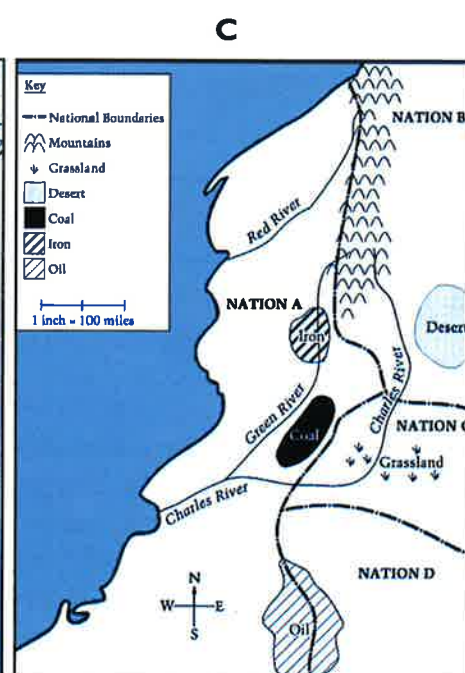 C
Key
National Boundaries
Mountains
Grassland
Desert
Coal
Iron
Oil
1 inch = 100 miles
NATION B
Red River
NATION A
Iron
Desert
Charles River
Green River
Coal
NATION C
Grassland
Charles River
NATION D
N
W E
S
Oil